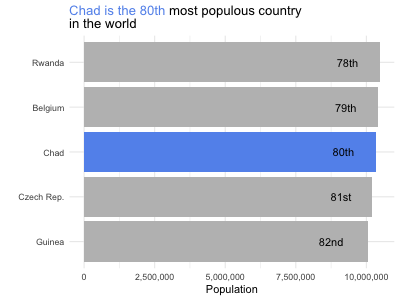 Chad is the 80th most populous country
in the world
Rwanda
78th
Belgium
79th
Chad
80th
Czech Rep.
81st
Guinea
82nd
0
2,500,000
5,000,000
7,500,000
10,000,000
Population